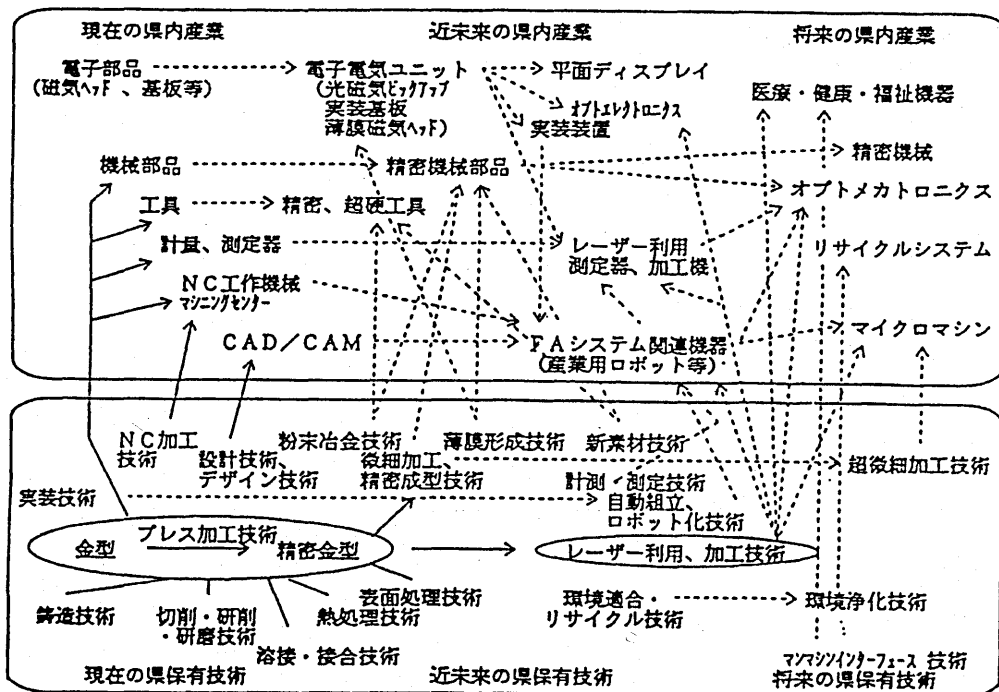 現在の県内産業
近未来の県内産業
将来の県内産業
電子部品
(磁気ヘッド、基板等)
電子電気ユニット
(光磁気ピックアップ
実装基板
薄膜磁気ヘッド)
平面ディスプレイ
オプトエレクトロニクス
実装装置
医療・健康・福祉機器
機械部品
精密機械部品
精密機械
オプトメカトロニクス
工具
精密、超硬工具
計量、測定器
レーザー利用
測定器、加工機
リサイクルシステム
NC工作機械
マシニングセンター
CAD/CAM
FAシステム関連機器
(産業用ロボット等)
マイクロマシン
NC加工
技術
設計技術、
デザイン技術
粉末冶金技術
微細加工、
精密成型技術
薄膜形成技術
新素材技術
計測・測定技術
自動組立、
ロボット化技術
超微細加工技術
実装技術
プレス加工技術
金型
精密金型
レーザー利用、加工技術
鋳造技術
切削・研削
・研磨技術
溶接・接合技術
熱処理技術
表面処理技術
環境適合・
リサイクル技術
環境浄化技術
マンマシンインターフェース 技術
現在の県保有技術
近未来の県保有技術
将来の県保有技術